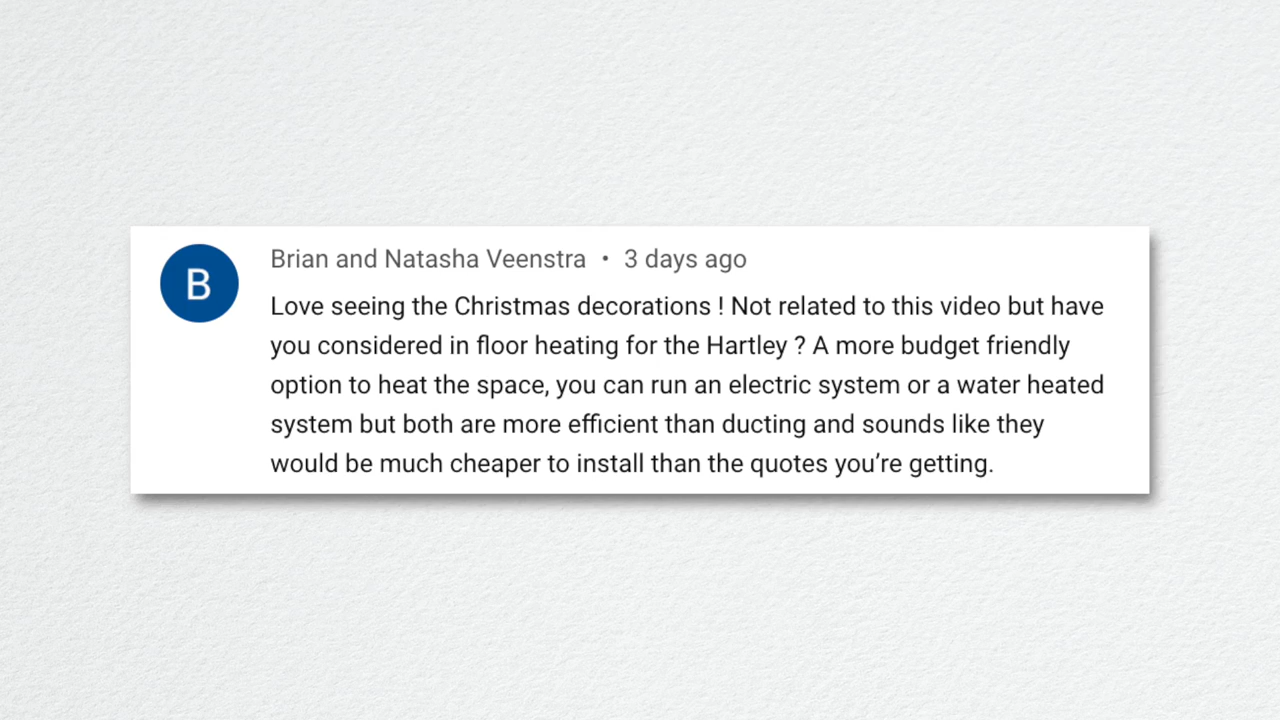 B
Brian and Natasha Veenstra • 3 days ago
Love seeing the Christmas decorations ! Not related to this video but have
you considered in floor heating for the Hartley ? A more budget friendly
option to heat the space, you can run an electric system or a water heated
system but both are more efficient than ducting and sounds like they
would be much cheaper to install than the quotes you’re getting.